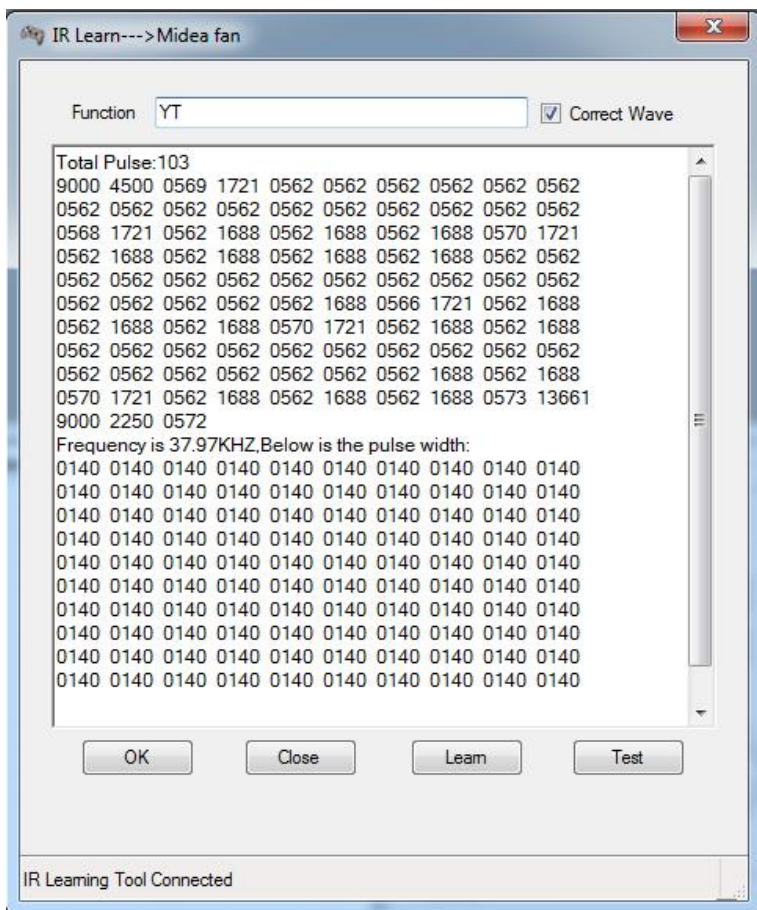 IR Learn--->Midea fan
Function YT Correct Wave
Total Pulse:103
9000 4500 0569 1721 0562 0562 0562 0562 0562 0562
0562 0562 0562 0562 0562 0562 0562 0562 0562 0562
0568 1721 0562 1688 0562 1688 0562 1688 0570 1721
0562 1688 0562 1688 0562 1688 0562 1688 0562 0562
0562 0562 0562 0562 0562 0562 0562 0562 0562 0562
0562 0562 0562 0562 0562 1688 0566 1721 0562 1688
0562 1688 0562 1688 0570 1721 0562 1688 0562 1688
0562 0562 0562 0562 0562 0562 0562 0562 0562 0562
0562 0562 0562 0562 0562 0562 0562 1688 0562 1688
0570 1721 0562 1688 0562 1688 0562 1688 0573 13661
9000 2250 0572
Frequency is 37.97KHZ,Below is the pulse width:
0140 0140 0140 0140 0140 0140 0140 0140 0140 0140
0140 0140 0140 0140 0140 0140 0140 0140 0140 0140
0140 0140 0140 0140 0140 0140 0140 0140 0140 0140
0140 0140 0140 0140 0140 0140 0140 0140 0140 0140
0140 0140 0140 0140 0140 0140 0140 0140 0140 0140
0140 0140 0140 0140 0140 0140 0140 0140 0140 0140
0140 0140 0140 0140 0140 0140 0140 0140 0140 0140
0140 0140 0140 0140 0140 0140 0140 0140 0140 0140
0140 0140 0140 0140 0140 0140 0140 0140 0140 0140
0140 0140 0140 0140 0140 0140 0140 0140 0140 0140
OK Close Learn Test
IR Learning Tool Connected